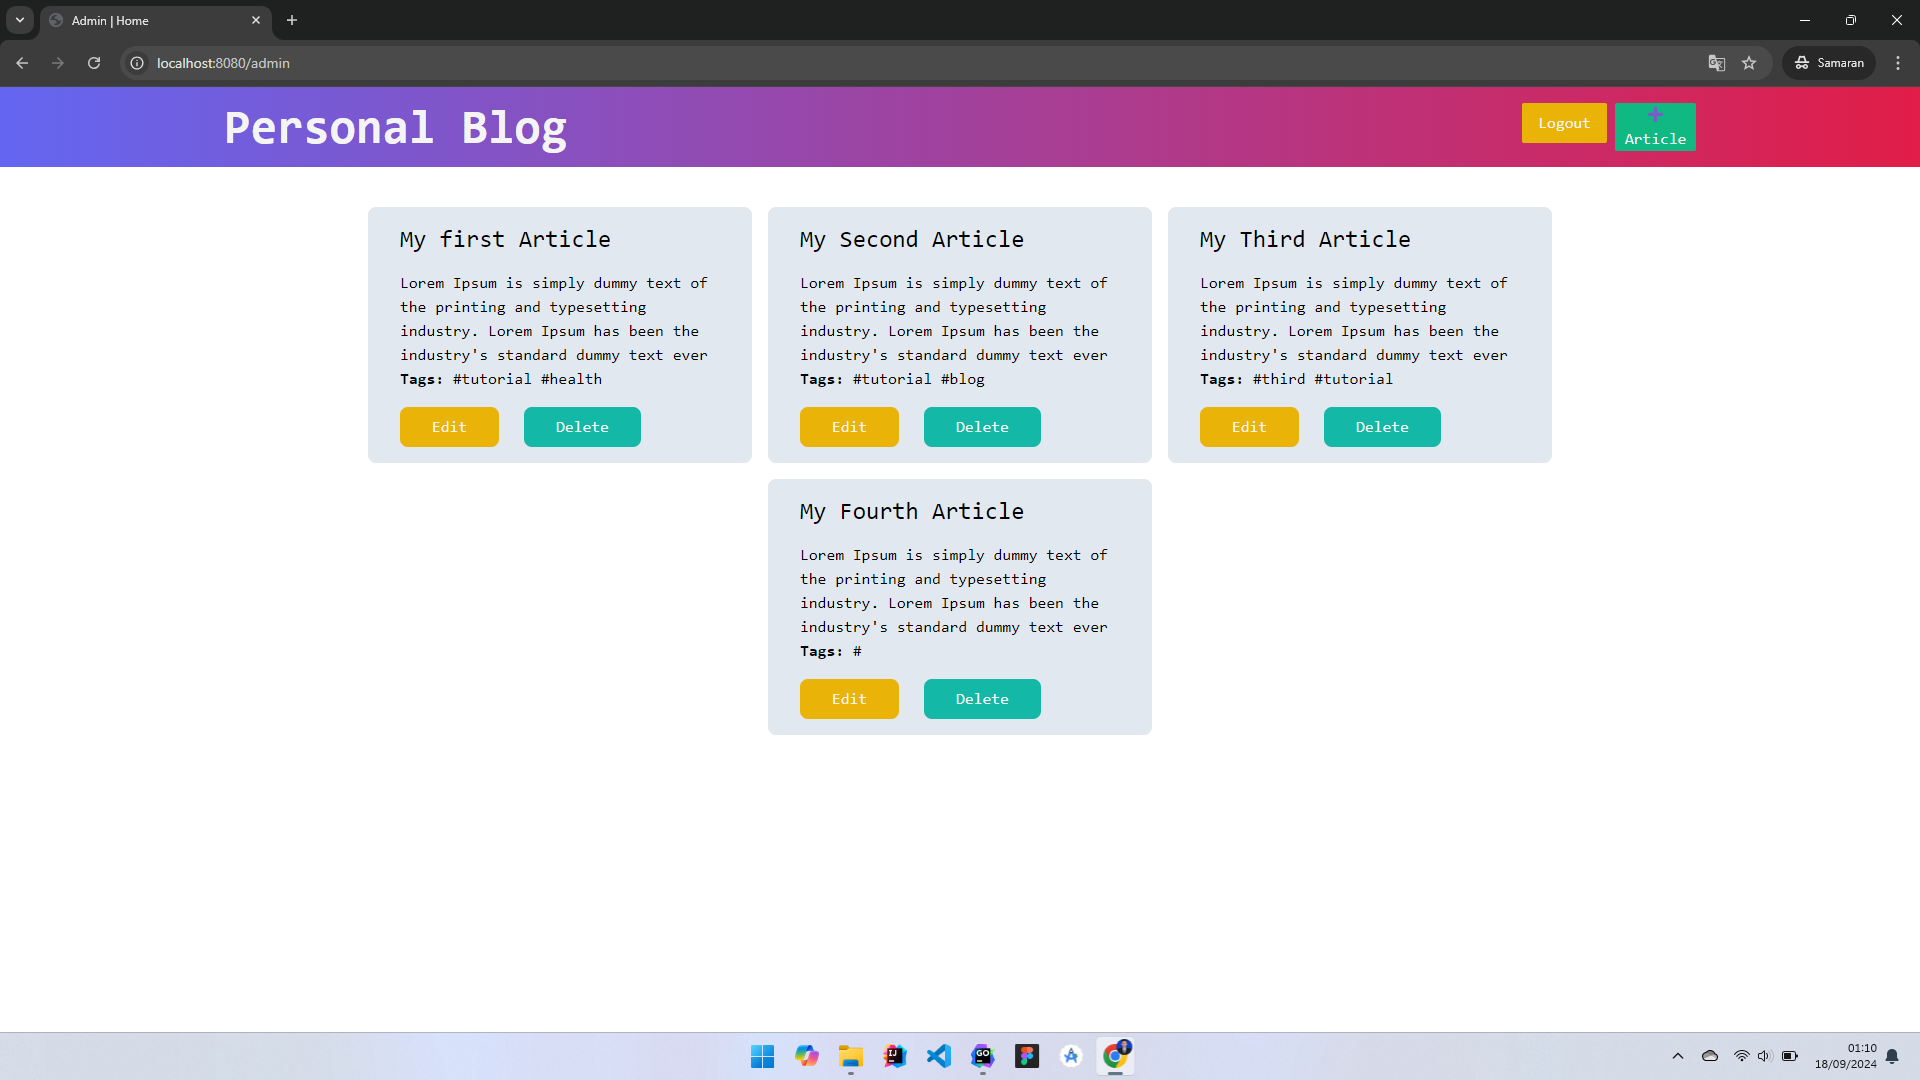 Admin | Home
localhost:8080/admin
Samaran
Personal Blog
Logout
+
Article
My first Article
Lorem Ipsum is simply dummy text of
the printing and typesetting
industry. Lorem Ipsum has been the
industry's standard dummy text ever
Tags: #tutorial #health
Edit
Delete
My Second Article
Lorem Ipsum is simply dummy text of
the printing and typesetting
industry. Lorem Ipsum has been the
industry's standard dummy text ever
Tags: #tutorial #blog
Edit
Delete
My Third Article
Lorem Ipsum is simply dummy text of
the printing and typesetting
industry. Lorem Ipsum has been the
industry's standard dummy text ever
Tags: #third #tutorial
Edit
Delete
My Fourth Article
Lorem Ipsum is simply dummy text of
the printing and typesetting
industry. Lorem Ipsum has been the
industry's standard dummy text ever
Tags: #
Edit
Delete
IJ
GO
01:10
18/09/2024